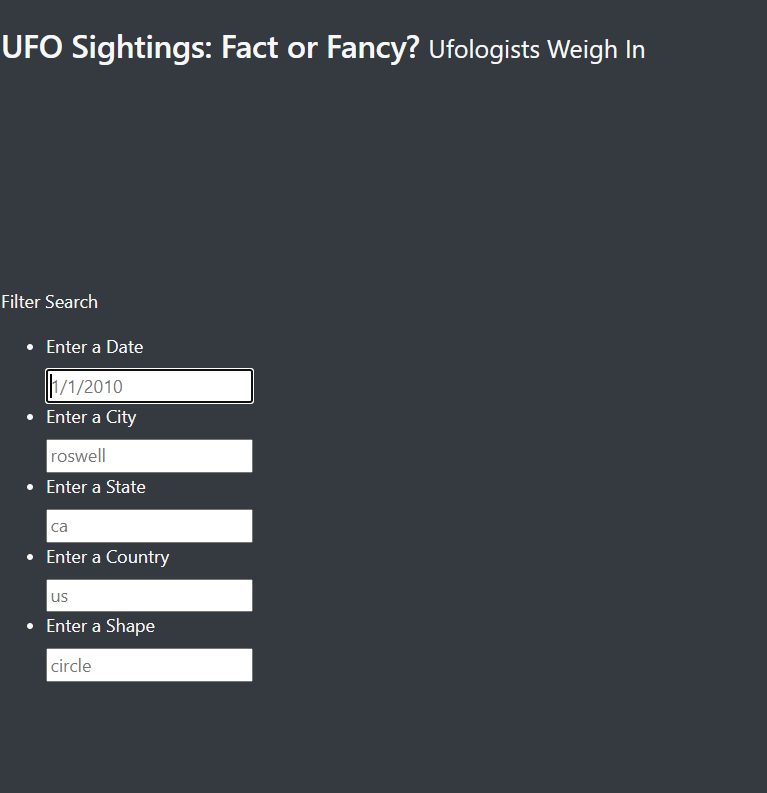 UFO Sightings: Fact or Fancy? Ufologists Weigh In
Filter Search
Enter a Date
1/1/2010
Enter a City
roswell
Enter a State
ca
Enter a Country
us
Enter a Shape
circle